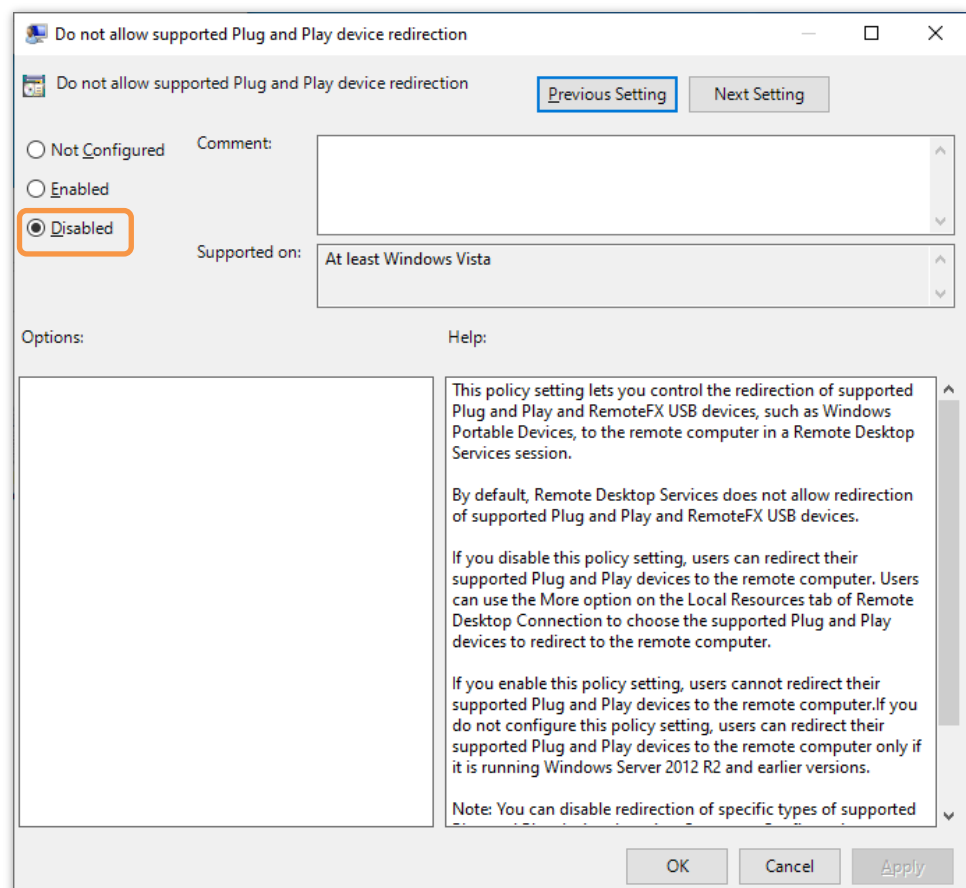 Do not allow supported Plug and Play device redirection
Do not allow supported Plug and Play device redirection
Previous Setting
Next Setting
Not Configured
Comment:
Enabled
Disabled
Supported on:
At least Windows Vista
Options:
Help:
This policy setting lets you control the redirection of supported
Plug and Play and RemoteFX USB devices, such as Windows
Portable Devices, to the remote computer in a Remote Desktop
Services session.
By default, Remote Desktop Services does not allow redirection
of supported Plug and Play and RemoteFX USB devices.
If you disable this policy setting, users can redirect their
supported Plug and Play devices to the remote computer. Users
can use the More option on the Local Resources tab of Remote
Desktop Connection to choose the supported Plug and Play
devices to redirect to the remote computer.
If you enable this policy setting, users cannot redirect their
supported Plug and Play devices to the remote computer.If you
do not configure this policy setting, users can redirect their
supported Plug and Play devices to the remote computer only if
it is running Windows Server 2012 R2 and earlier versions.
Note: You can disable redirection of specific types of supported
OK
Cancel
Apply